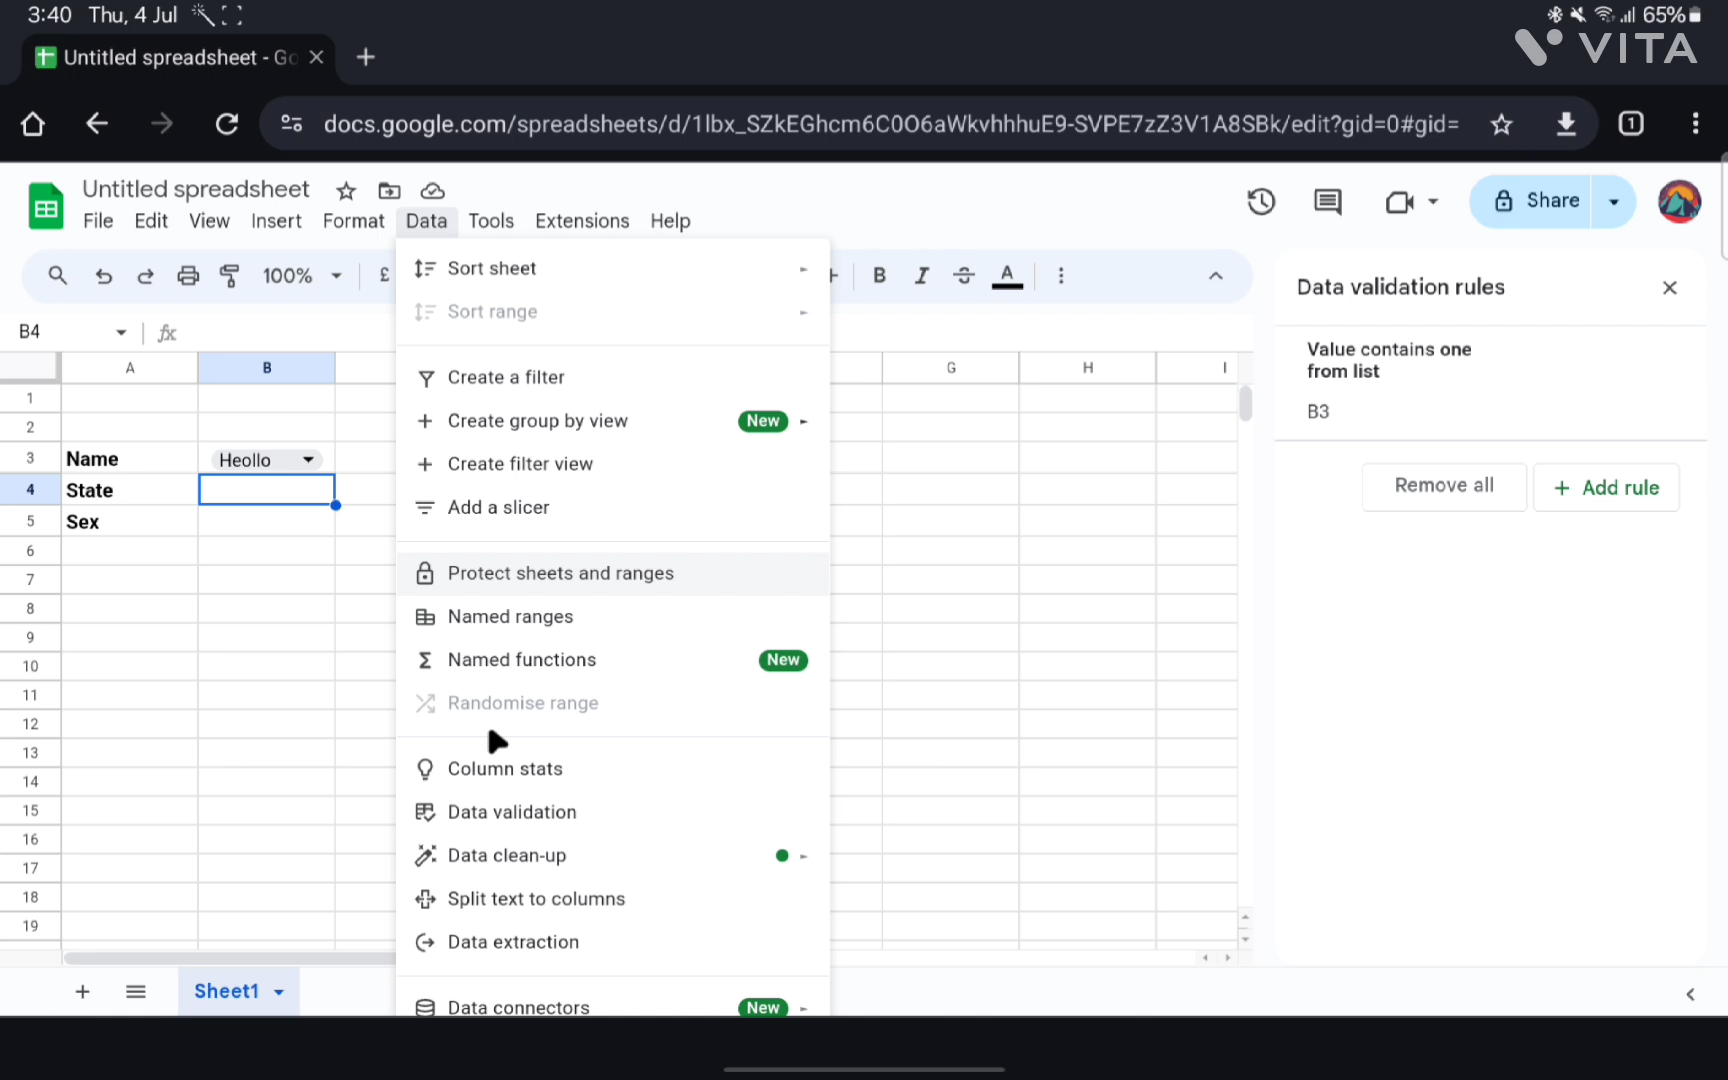 3:40 Thu, 4 Jul 65%
VITA
Untitled spreadsheet - Go
docs.google.com/spreadsheets/d/1lbx_SZkEGhcm6C0O6aWkvhhhuE9-SVPE7zZ3V1A8SBk/edit?gid=0#gid= 1
Untitled spreadsheet
File Edit View Insert Format Data Tools Extensions Help
Share
100% £ B I S A
B4 fx
A B G H I
Sort sheet
Sort range
Create a filter
Create group by view New
Create filter view
Add a slicer
Protect sheets and ranges
Named ranges
Named functions New
Randomise range
Column stats
Data validation
Data clean-up
Split text to columns
Data extraction
Data connectors New
1
2
3 Name Heollo
4 State
5 Sex
6
7
8
9
10
11
12
13
14
15
16
17
18
19
Data validation rules
Value contains one
from list
B3
Remove all + Add rule
Sheet1